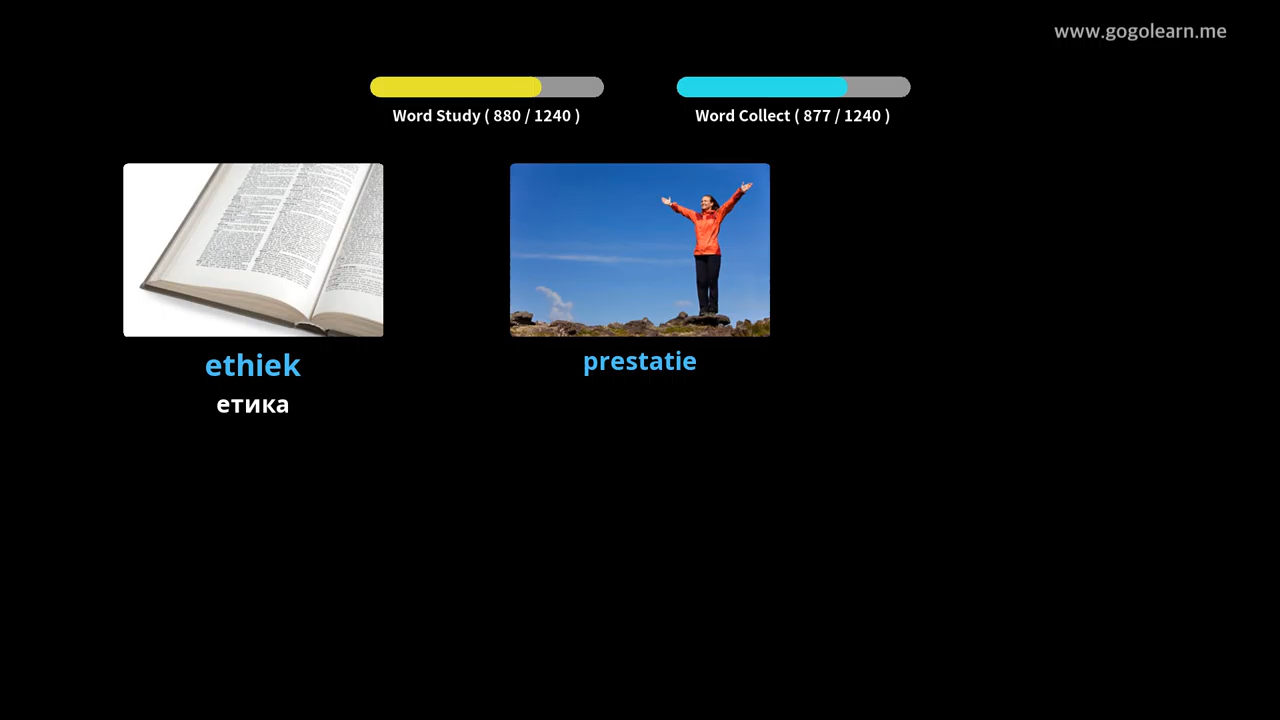 www.gogolearn.me
Word Study ( 880 / 1240 )
Word Collect ( 877 / 1240 )
ethiek
етика
prestatie